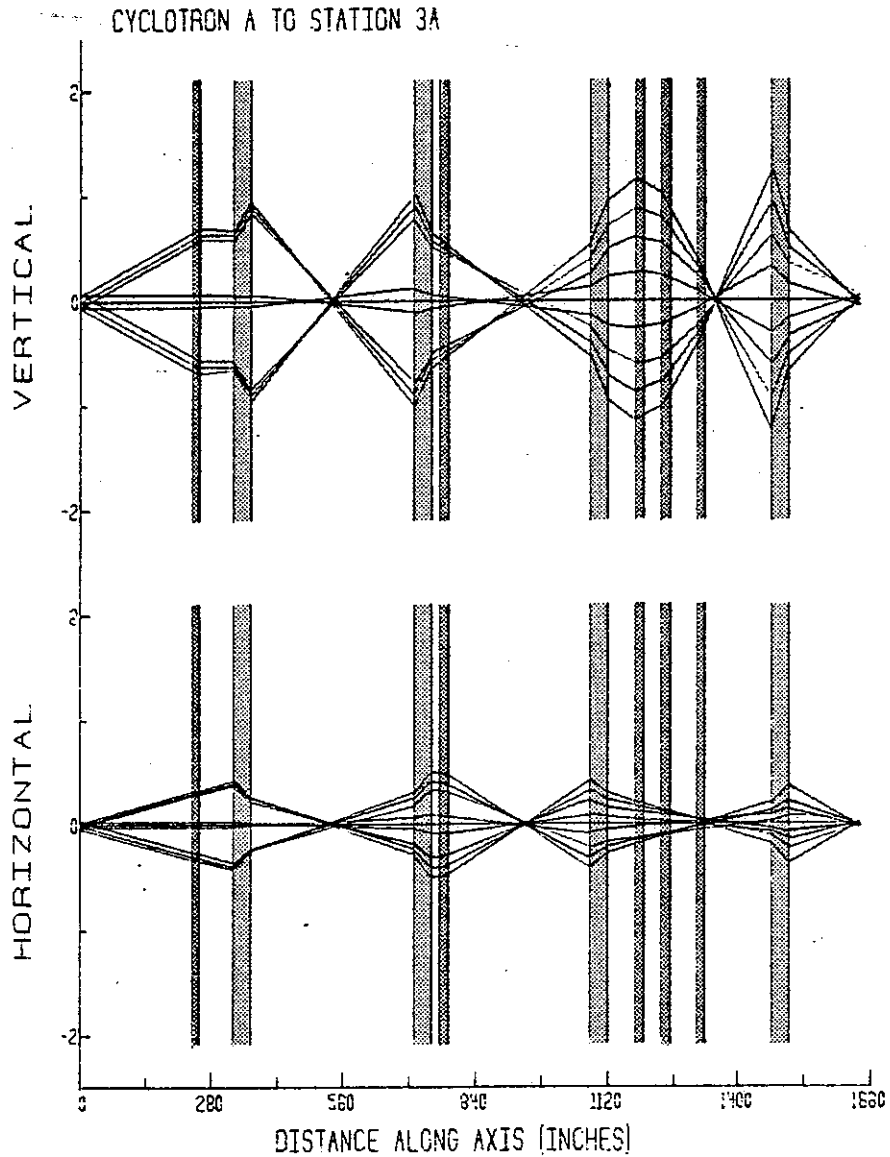 CYCLOTRON A TO STATION 3A
VERTICAL
2
0
-2
HORIZONTAL
2
0
-2
0 280 560 840 1120 1400 1680
DISTANCE ALONG AXIS (INCHES)